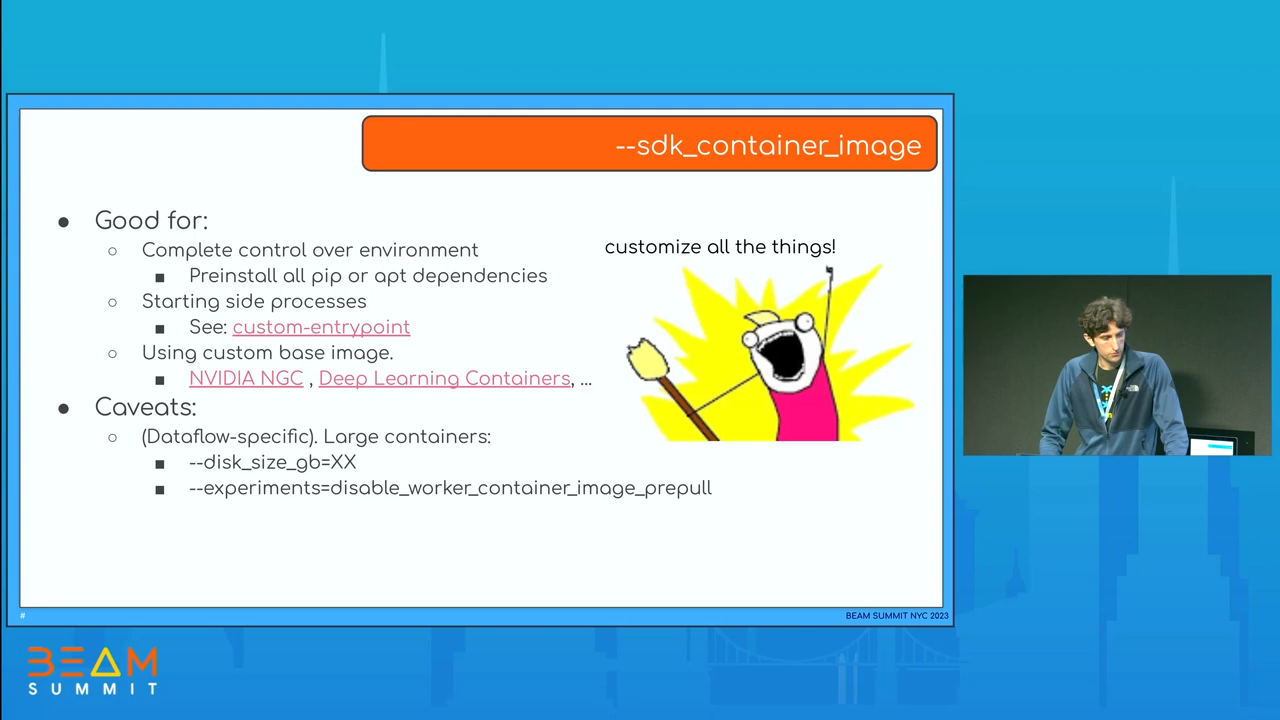 --sdk_container_image
● Good for:
○ Complete control over environment
■ Preinstall all pip or apt dependencies
○ Starting side processes
■ See: custom-entrypoint
○ Using custom base image.
■ NVIDIA NGC , Deep Learning Containers, ...
customize all the things!
● Caveats:
○ (Dataflow-specific). Large containers:
■ --disk_size_gb=XX
■ --experiments=disable_worker_container_image_prepull
#
BEAM SUMMIT NYC 2023
BEAM
SUMMIT